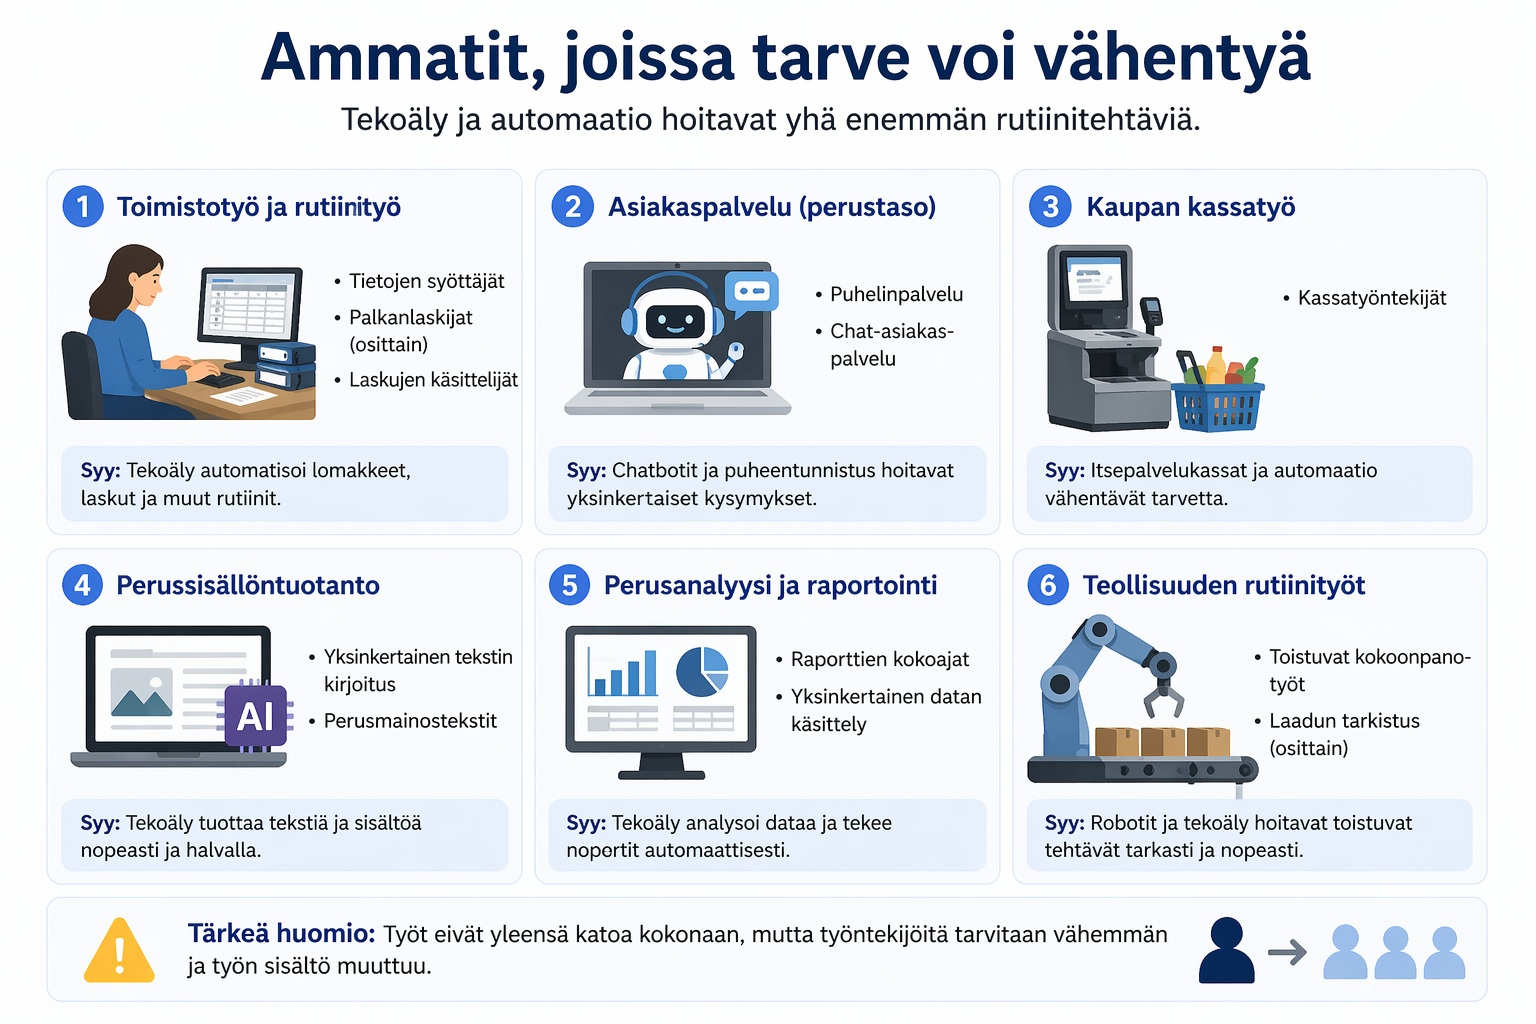 Ammatit, joissa tarve voi vähentyä
Tekoäly ja automaatio hoitavat yhä enemmän rutiinitehtäviä.
1 Toimistotyö ja rutiinityö
• Tietojen syöttäjät
• Palkanlaskijat
(osittain)
• Laskujen käsittelijät
Syy: Tekoäly automatisoi lomakkeet,
laskut ja muut rutiinit.
2 Asiakaspalvelu (perustaso)
• Puhelinpalvelu
• Chat-asiakas-
palvelu
Syy: Chatbotit ja puheentunnistus hoitavat
yksinkertaiset kysymykset.
3 Kaupan kassatyö
• Kassatyöntekijät
Syy: Itsepalvelukassat ja automaatio
vähentävät tarvetta.
4 Perussisällöntuotanto
AI
• Yksinkertainen tekstin
kirjoitus
• Perusmainostekstit
Syy: Tekoäly tuottaa tekstiä ja sisältöä
nopeasti ja halvalla.
5 Perusanalyysi ja raportointi
• Raporttien kokoajat
• Yksinkertainen datan
käsittely
Syy: Tekoäly analysoi dataa ja tekee
noportit automaattisesti.
6 Teollisuuden rutiinityöt
• Toistuvat kokoonpano-
työt
• Laadun tarkistus
(osittain)
Syy: Robotit ja tekoäly hoitavat toistuvat
tehtävät tarkasti ja nopeasti.
Tärkeä huomio: Työt eivät yleensä katoa kokonaan, mutta työntekijöitä tarvitaan vähemmän
ja työn sisältö muuttuu.